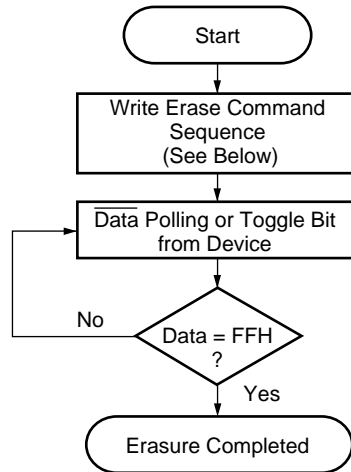 Start
Write Erase Command
Sequence
(See Below)
Data Polling or Toggle Bit
from Device
No
Data = FFH
?
Yes
Erasure Completed